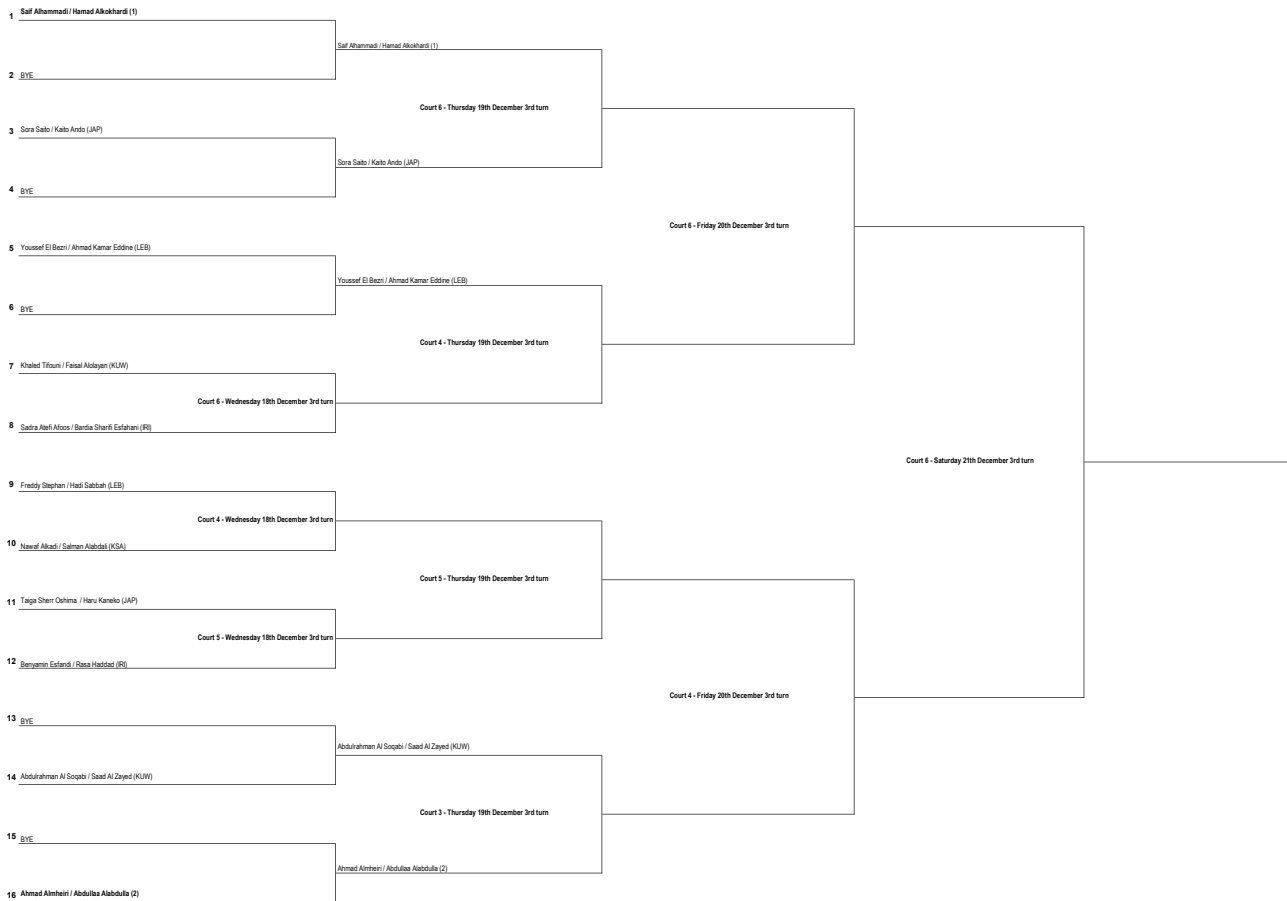 1 Saif Alhammadi / Hamad Alkokhardi (1)
Saif Alhammadi / Hamad Alkokhardi (1)
2 BYE
Court 6 - Thursday 19th December 3rd turn
3 Sora Saito / Kaito Ando (JAP)
Sora Saito / Kaito Ando (JAP)
4 BYE
Court 6 - Friday 20th December 3rd turn
5 Youssef El Bezri / Ahmad Kamar Eddine (LEB)
Youssef El Bezri / Ahmad Kamar Eddine (LEB)
6 BYE
Court 4 - Thursday 19th December 3rd turn
7 Khaled Tifouni / Faisal Alolayan (KUW)
Court 6 - Wednesday 18th December 3rd turn
8 Sadra Atefi Afoos / Bardia Sharifi Esfahani (IRI)
Court 6 - Saturday 21th December 3rd turn
9 Freddy Stephan / Hadi Sabbah (LEB)
Court 4 - Wednesday 18th December 3rd turn
10 Nawaf Alkadi / Salman Alabdali (KSA)
Court 5 - Thursday 19th December 3rd turn
11 Taiga Sherr Oshima / Haru Kaneko (JAP)
Court 5 - Wednesday 18th December 3rd turn
12 Benyamin Esfandi / Rasa Haddad (IRI)
Court 4 - Friday 20th December 3rd turn
13 BYE
Abdulrahman Al Soqabi / Saad Al Zayed (KUW)
14 Abdulrahman Al Soqabi / Saad Al Zayed (KUW)
Court 3 - Thursday 19th December 3rd turn
15 BYE
Ahmad Almheiri / Abdullaa Alabdulla (2)
16 Ahmad Almheiri / Abdullaa Alabdulla (2)